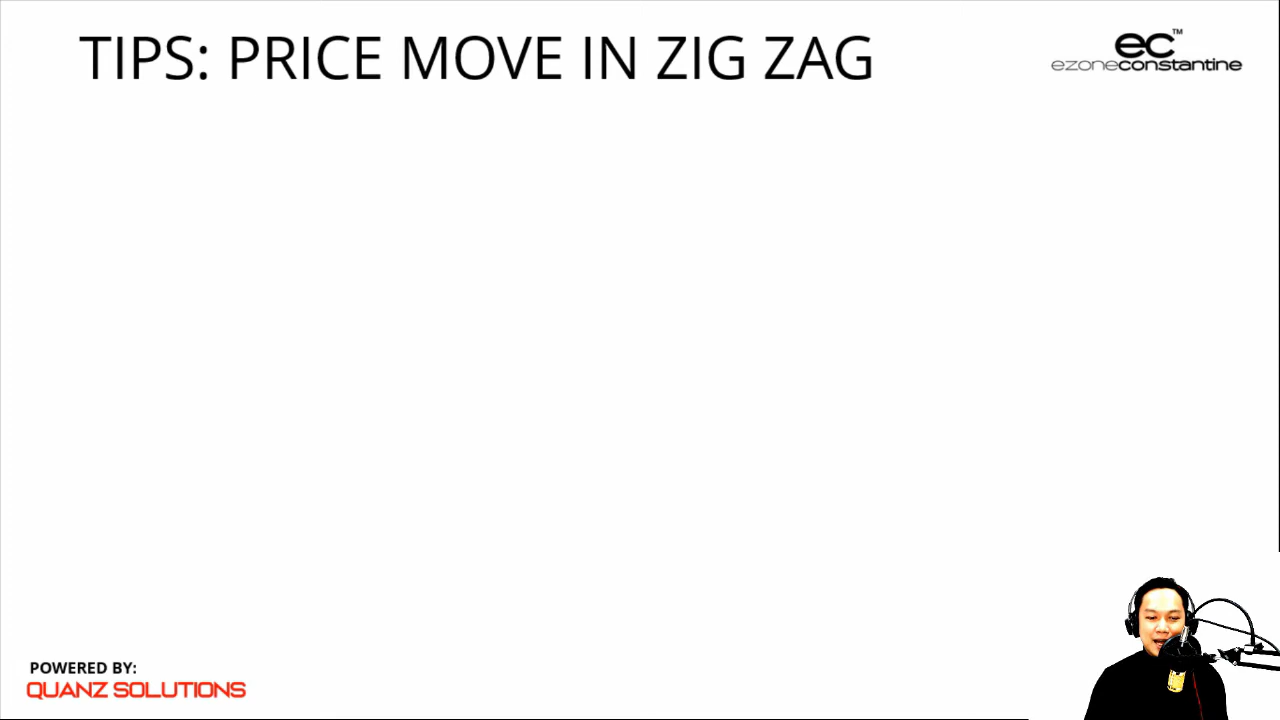 TIPS: PRICE MOVE IN ZIG ZAG
ec™
ezoneconstantine
POWERED BY:
QUANZ SOLUTIONS